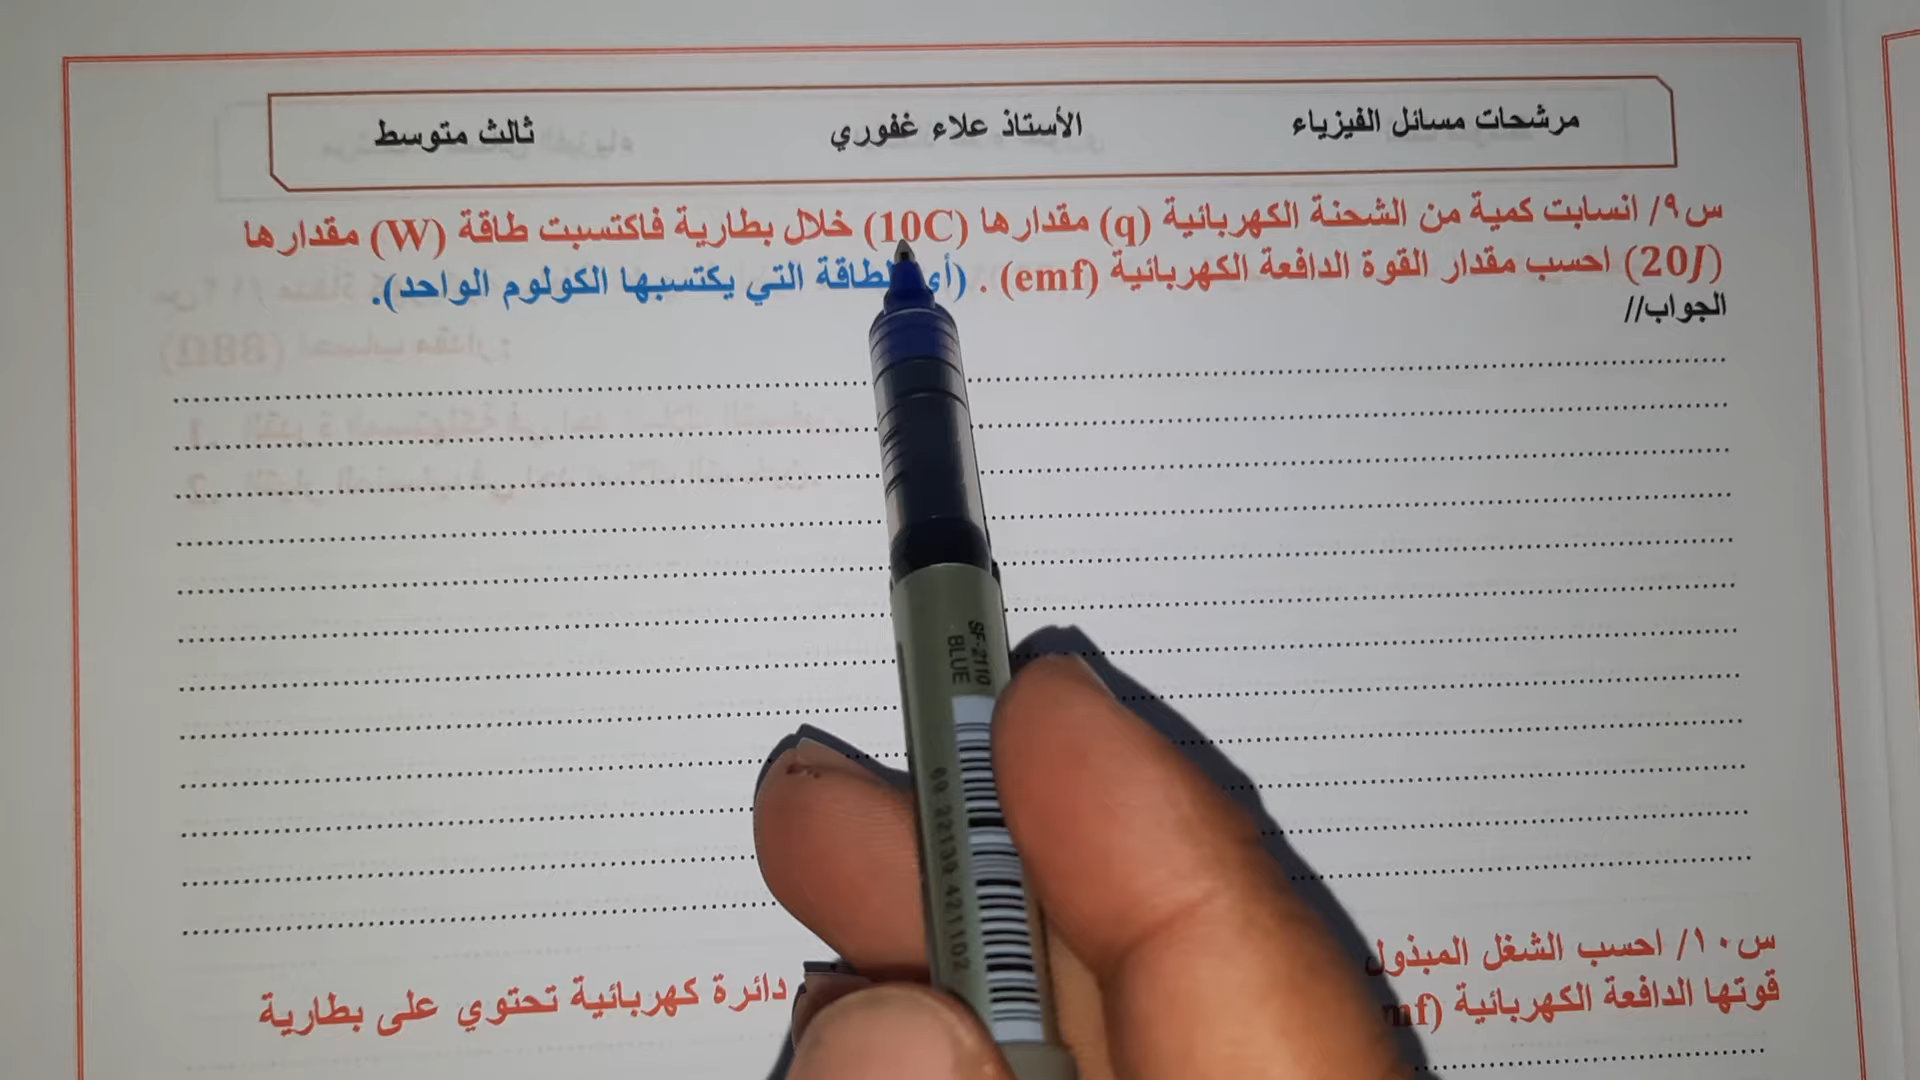 مرشحات مسائل الفيزياء الأستاذ علاء غفوري ثالث متوسط
س٩/ انسابت كمية من الشحنة الكهربائية (q) مقدارها (10C) خلال بطارية فاكتسبت طاقة (W) مقدارها
(20J) احسب مقدار القوة الدافعة الكهربائية (emf) . (أي الطاقة التي يكتسبها الكولوم الواحد).
الجواب//
س١٠/ احسب الشغل المبذول دائرة كهربائية تحتوي على بطارية
قوتها الدافعة الكهربائية
SF-2110
BLUE